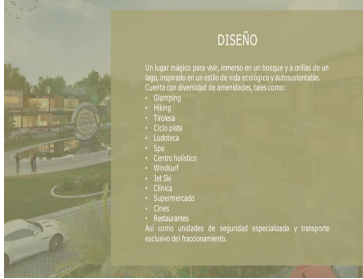 DISEÑO
Un lugar mágico para vivir, inmerso en un bosque y a orillas de un
lago, inspirado en un estilo de vida ecológico y autosustentable.
Cuenta con diversidad de amenidades, tales como:
• Glamping
• Hiking
• Tirolesa
• Ciclo pista
• Ludoteca
• Spa
• Centro holístico
• Windsurf
• Jet Ski
• Clínica
• Supermercado
• Cines
• Restaurantes
Así como unidades de seguridad especializada y transporte
exclusivo del fraccionamiento.